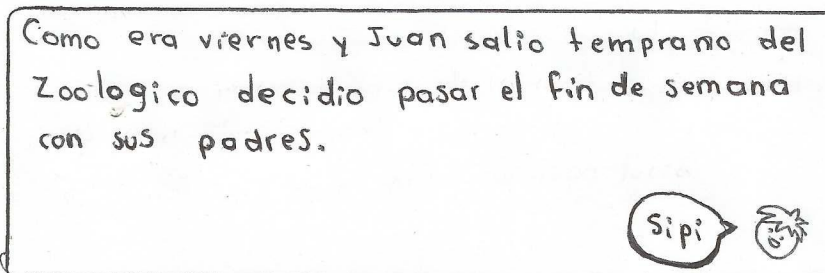 Como era viernes y Juan salio temprano del
Zoologico decidio pasar el fin de semana
con sus padres.
Sipi